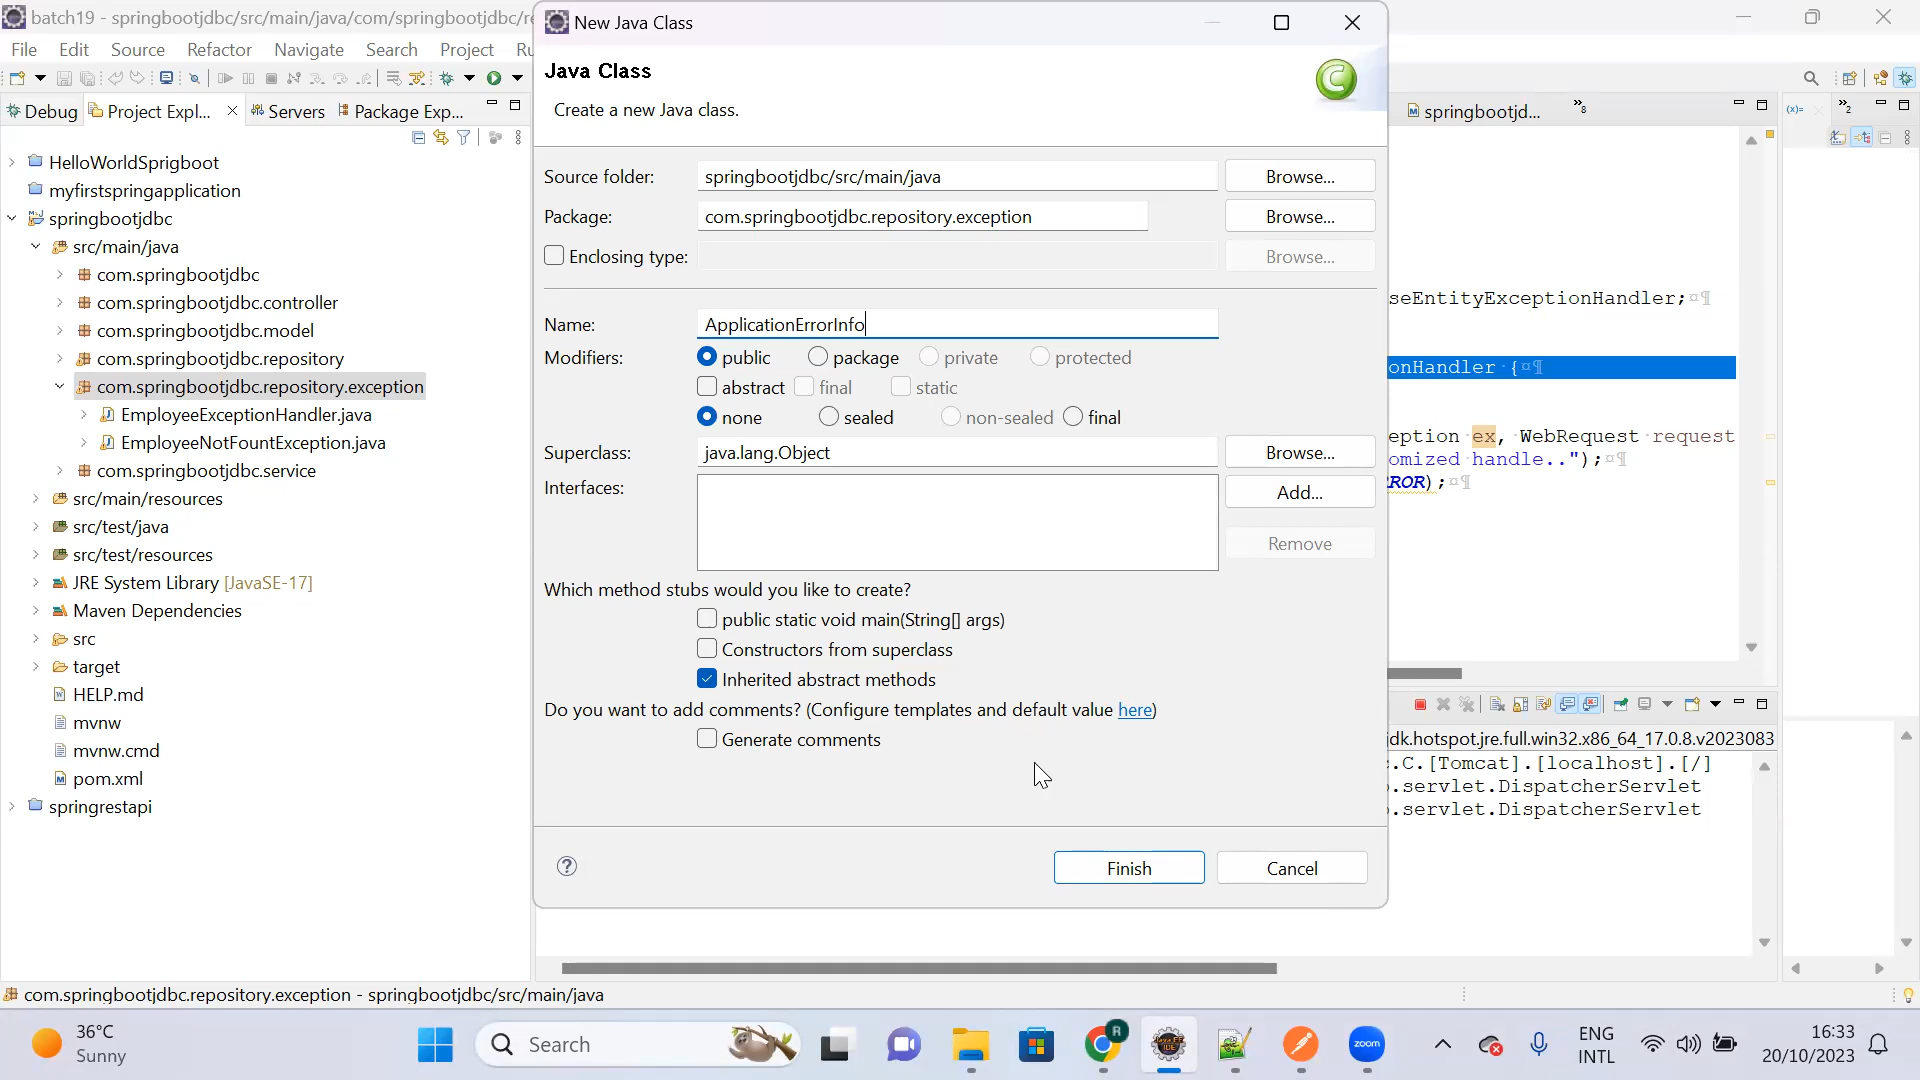 batch19 - springbootjdbc/src/main/java/com/springbootjdbc/re
File Edit Source Refactor Navigate Search Project Ru
Debug Project Expl... Servers Package Exp...
HelloWorldSprigboot
myfirstspringapplication
springbootjdbc
src/main/java
com.springbootjdbc
com.springbootjdbc.controller
com.springbootjdbc.model
com.springbootjdbc.repository
com.springbootjdbc.repository.exception
EmployeeExceptionHandler.java
EmployeeNotFountException.java
com.springbootjdbc.service
src/main/resources
src/test/java
src/test/resources
JRE System Library [JavaSE-17]
Maven Dependencies
src
target
HELP.md
mvnw
mvnw.cmd
pom.xml
springrestapi
New Java Class
Java Class
Create a new Java class.
Source folder: springbootjdbc/src/main/java Browse...
Package: com.springbootjdbc.repository.exception Browse...
Enclosing type: Browse...
Name: ApplicationErrorInfo
Modifiers: public package private protected
abstract final static
none sealed non-sealed final
Superclass: java.lang.Object Browse...
Interfaces: Add...
Remove
Which method stubs would you like to create?
public static void main(String[] args)
Constructors from superclass
Inherited abstract methods
Do you want to add comments? (Configure templates and default value here)
Generate comments
Finish Cancel
springbootjd... »8
(x)= »2
seEntityExceptionHandler;¤¶
onHandler {¤¶
eption ex, WebRequest request
omized handle..");¤¶
ROR);¤¶
jdk.hotspot.jre.full.win32.x86_64_17.0.8.v2023083
.C.[Tomcat].[localhost].[/]
.servlet.DispatcherServlet
.servlet.DispatcherServlet
com.springbootjdbc.repository.exception - springbootjdbc/src/main/java
36°C
Sunny
Search
R
zoom
ENG
INTL
16:33
20/10/2023